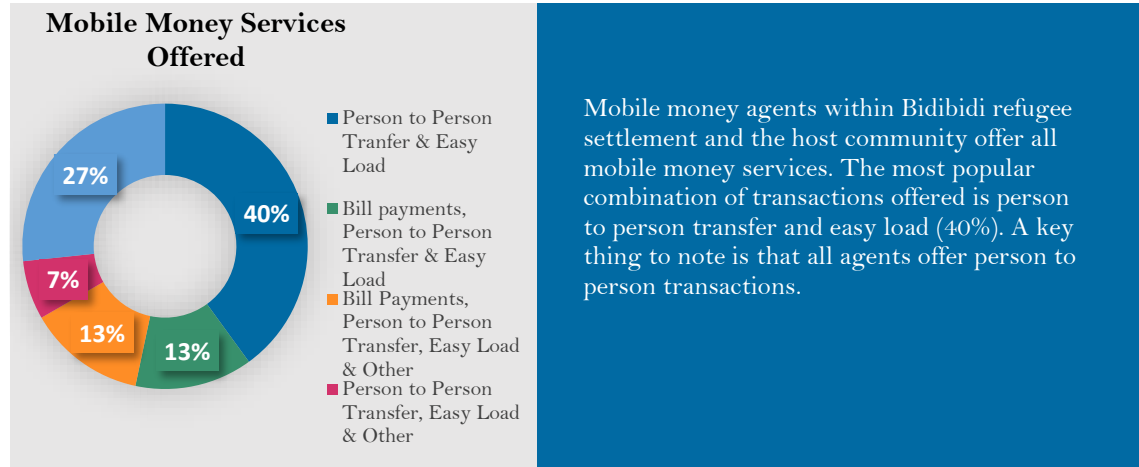 Mobile Money Services
Offered
27%
40%
7%
13%
13%
Person to Person
Tranfer & Easy
Load
Bill payments,
Person to Person
Transfer & Easy
Load
Bill Payments,
Person to Person
Transfer, Easy Load
& Other
Person to Person
Transfer, Easy Load
& Other
Mobile money agents within Bidibidi refugee
settlement and the host community offer all
mobile money services. The most popular
combination of transactions offered is person
to person transfer and easy load (40%). A key
thing to note is that all agents offer person to
person transactions.